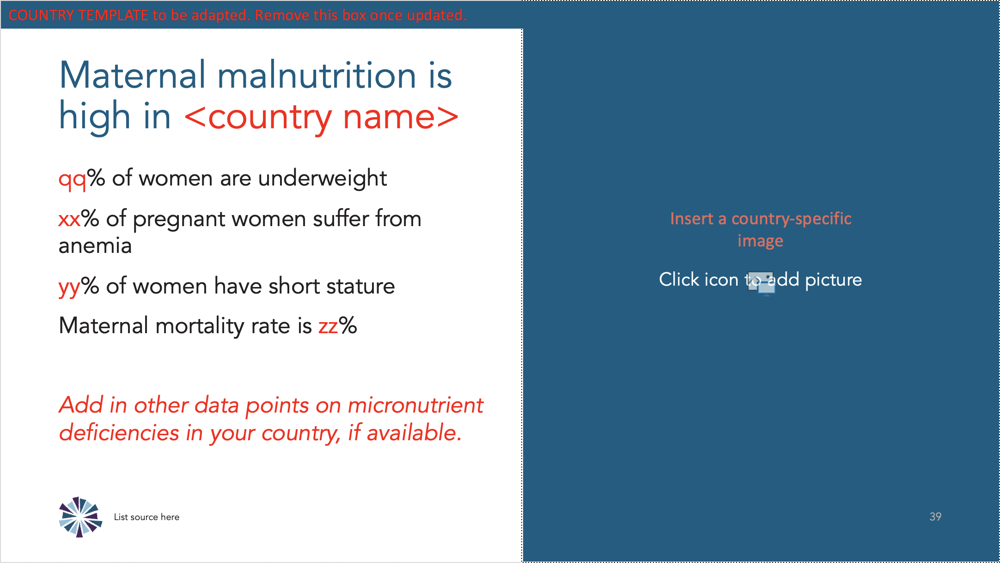 COUNTRY TEMPLATE to be adapted. Remove this box once updated.
Maternal malnutrition is
high in <country name>
qq% of women are underweight
xx% of pregnant women suffer from
anemia
yy% of women have short stature
Maternal mortality rate is zz%
Add in other data points on micronutrient
deficiencies in your country, if available.
List source here
Insert a country-specific
image
Click icon to add picture
39